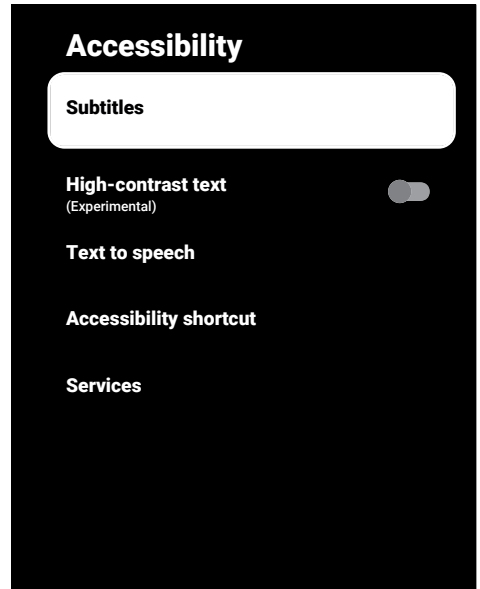 Accessibility
Subtitles
High-contrast text
(Experimental)
Text to speech
Accessibility shortcut
Services